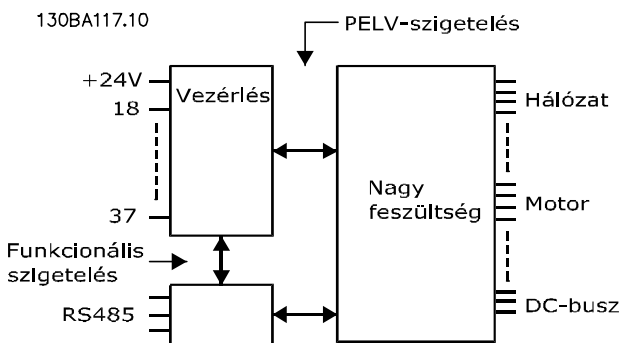 130BA117.10
PELV-szigetelés
+24V
Vezérlés
18
Hálózat
Nagy
feszültség
37
Motor
Funkcionális
szigetelés
RS485
DC-busz